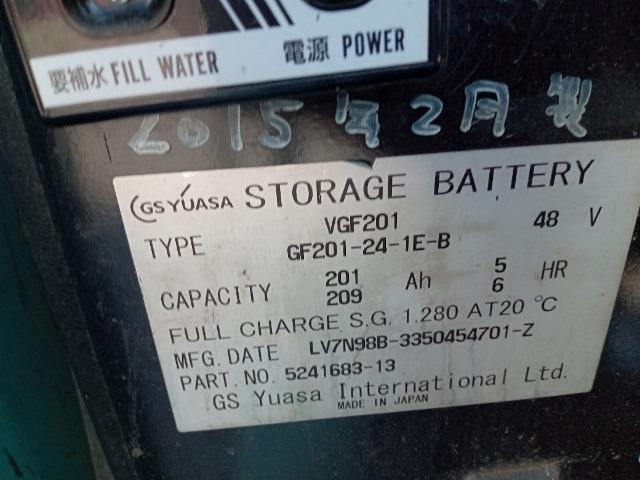 要補水 FILL WATER
電源 POWER
2015年2月製
GS YUASA STORAGE BATTERY
TYPE VGF201 48 V
GF201-24-1E-B
CAPACITY 201 Ah 5 HR
209 6
FULL CHARGE S.G. 1.280 AT 20 °C
MFG. DATE LV7N98B-3350454701-Z
PART. NO. 5241683-13
GS Yuasa International Ltd.
MADE IN JAPAN